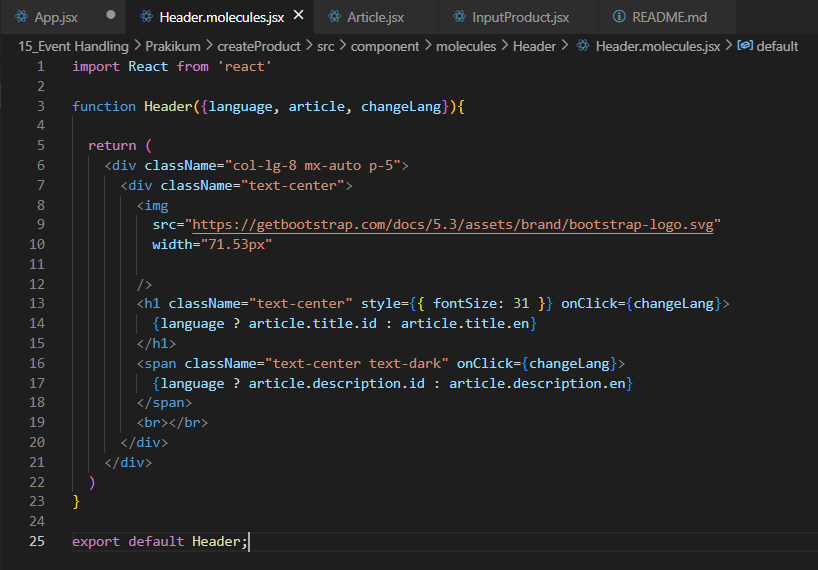 App.jsx Header.molecules.jsx Article.jsx InputProduct.jsx README.md
15_Event Handling > Prakikum > createProduct > src > component > molecules > Header > Header.molecules.jsx > default
1 import React from 'react'
2
3 function Header({language, article, changeLang}){
4
5 return (
6 <div className="col-lg-8 mx-auto p-5">
7 <div className="text-center">
8 <img
9 src="https://getbootstrap.com/docs/5.3/assets/brand/bootstrap-logo.svg"
10 width="71.53px"
11
12 />
13 <h1 className="text-center" style={{ fontSize: 31 }} onClick={changeLang}>
14 {language ? article.title.id : article.title.en}
15 </h1>
16 <span className="text-center text-dark" onClick={changeLang}>
17 {language ? article.description.id : article.description.en}
18 </span>
19 <br></br>
20 </div>
21 </div>
22 )
23 }
24
25 export default Header;